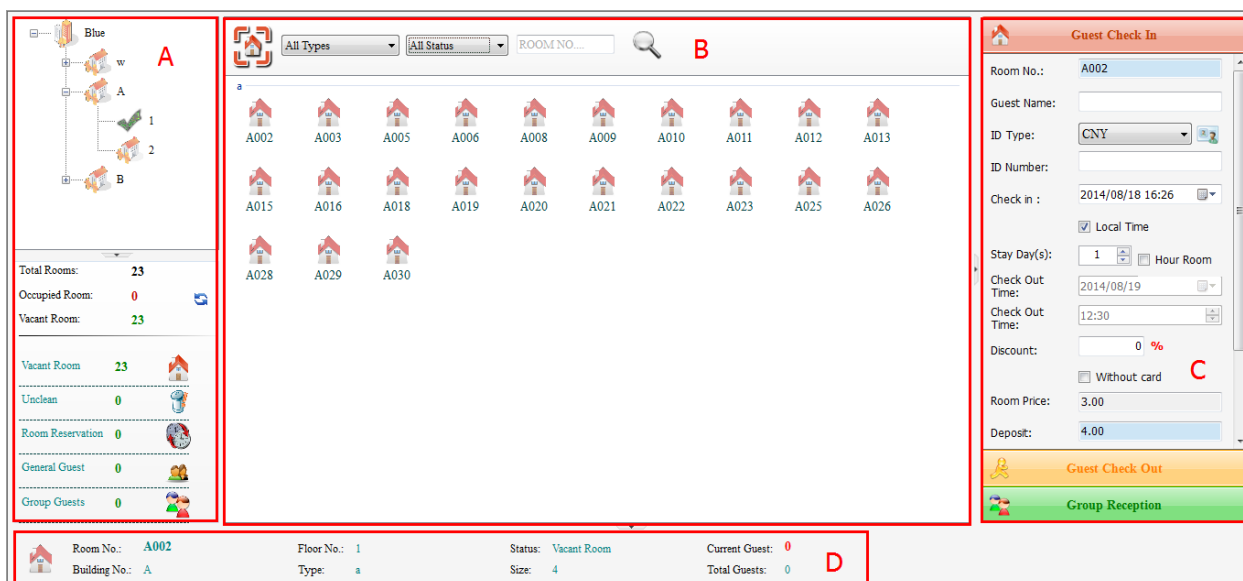 Blue
w
A
1
2
B
A
Total Rooms: 23
Occupied Room: 0
Vacant Room: 23
Vacant Room 23
Unclean 0
Room Reservation 0
General Guest 0
Group Guests 0
All Types All Status ROOM NO.... B
a
A002 A003 A005 A006 A008 A009 A010 A011 A012 A013
A015 A016 A018 A019 A020 A021 A022 A023 A025 A026
A028 A029 A030
Guest Check In
Room No.: A002
Guest Name:
ID Type: CNY
ID Number:
Check in : 2014/08/18 16:26
Local Time
Stay Day(s): 1 Hour Room
Check Out
Time: 2014/08/19
Check Out
Time: 12:30
Discount: 0 %
Without card C
Room Price: 3.00
Deposit: 4.00
Guest Check Out
Group Reception
Room No.: A002 Floor No.: 1 Status: Vacant Room Current Guest: 0
Building No.: A Type: a Size: 4 Total Guests: 0 D